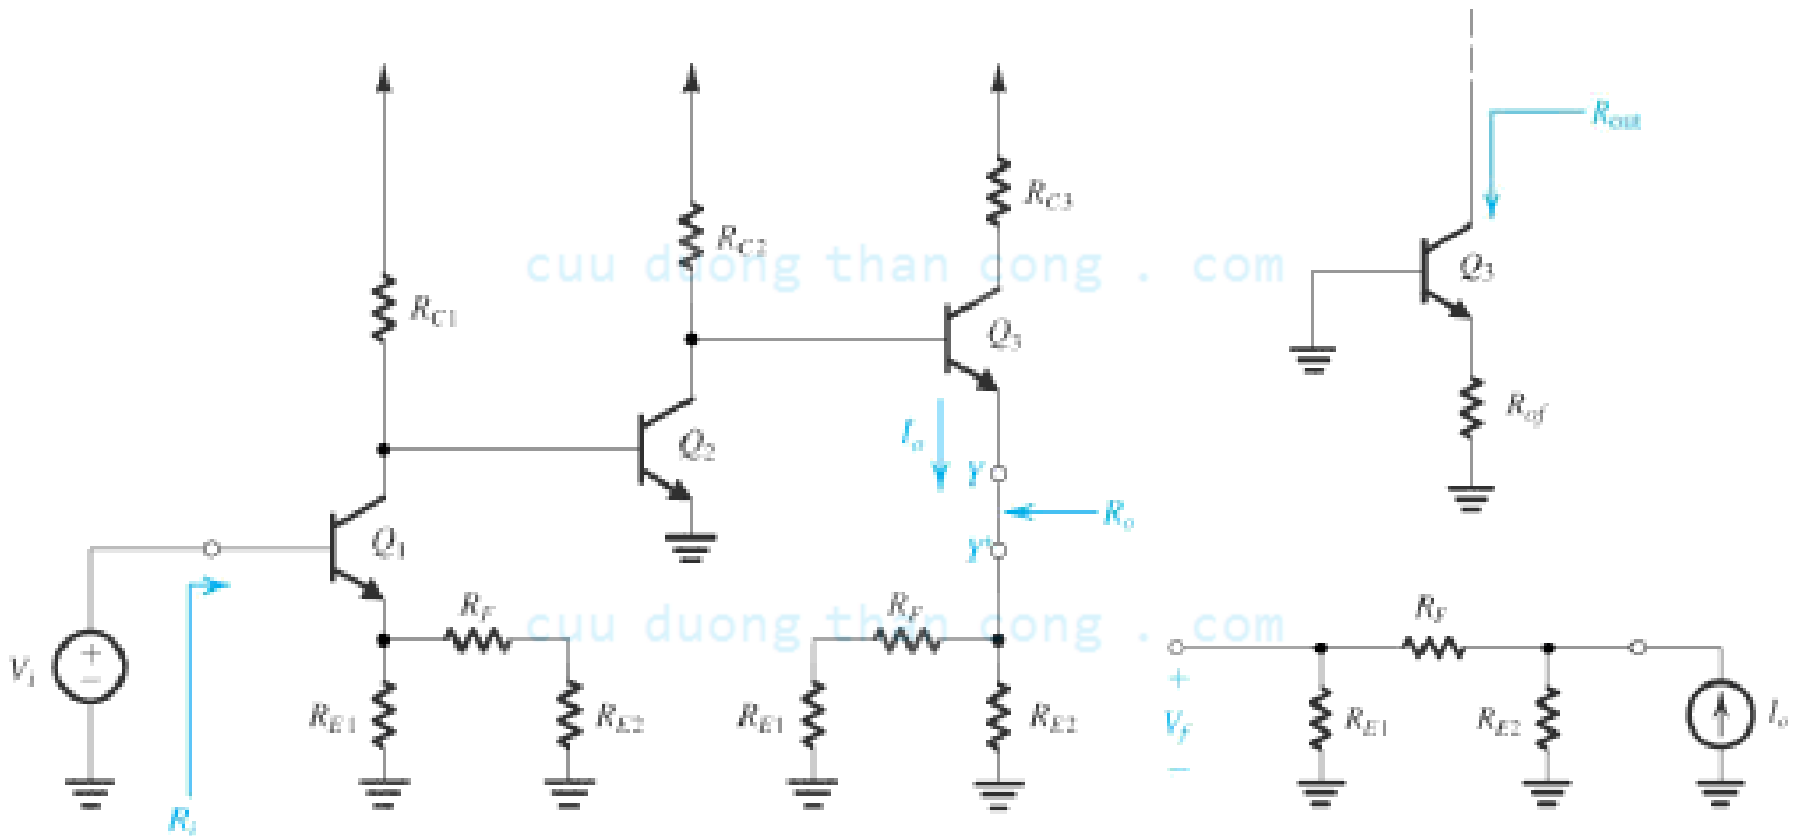 R_out
R_C3
R_C2
cuu duong than cong . com
Q_3
R_C1
Q_3
R_of
I_o
Q_2
Y
R_o
Q_1
Y'
R_F
R_F
R_F
cuu duong than cong . com
V_i
+
−
R_E1
R_E2
R_E1
R_E2
+
V_f
−
R_E1
R_E2
I_o
R_i